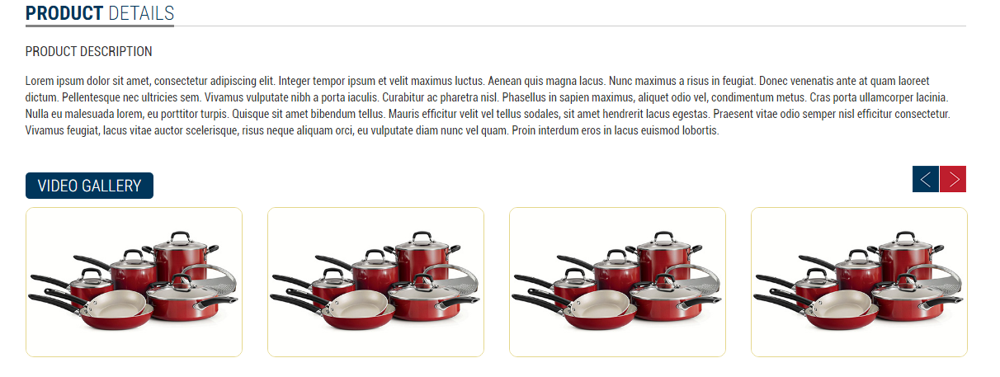 PRODUCT DETAILS
PRODUCT DESCRIPTION
Lorem ipsum dolor sit amet, consectetur adipiscing elit. Integer tempor ipsum et velit maximus luctus. Aenean quis magna lacus. Nunc maximus a risus in feugiat. Donec venenatis ante at quam laoreet
dictum. Pellentesque nec ultricies sem. Vivamus vulputate nibh a porta iaculis. Curabitur ac pharetra nisl. Phasellus in sapien maximus, aliquet odio vel, condimentum metus. Cras porta ullamcorper lacinia.
Nulla eu malesuada lorem, eu porttitor turpis. Quisque sit amet bibendum tellus. Mauris efficitur velit vel tellus sodales, sit amet hendrerit lacus egestas. Praesent vitae odio semper nisl efficitur consectetur.
Vivamus feugiat, lacus vitae auctor scelerisque, risus neque aliquam orci, eu vulputate diam nunc vel quam. Proin interdum eros in lacus euismod lobortis.
VIDEO GALLERY